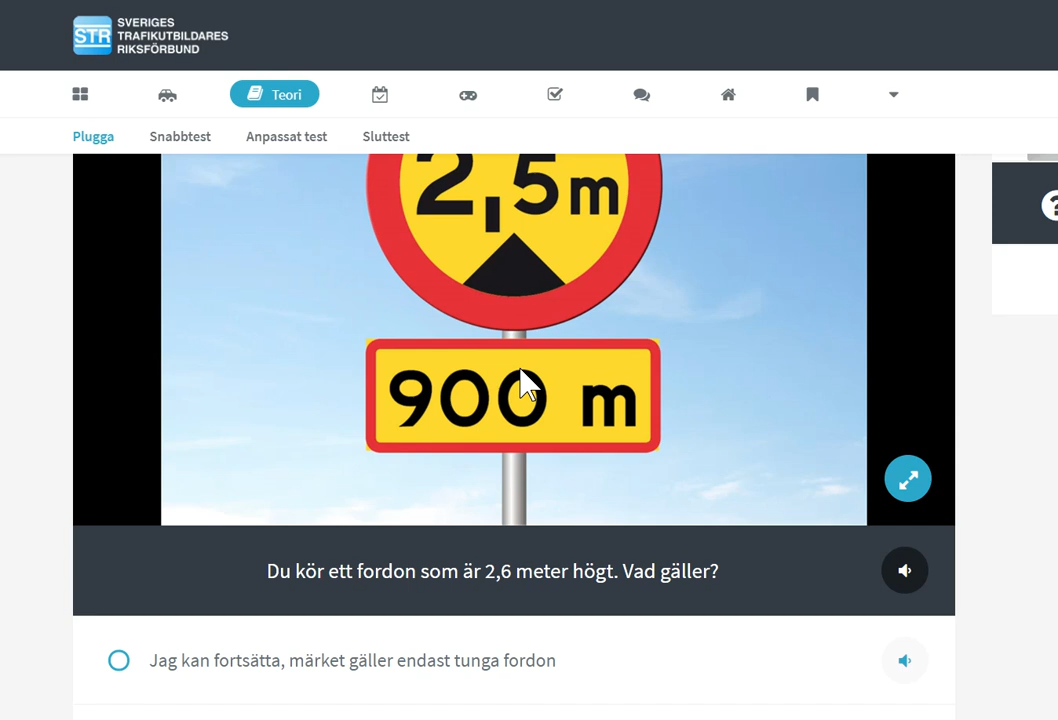 STR
SVERIGES
TRAFIKUTBILDARES
RIKSFÖRBUND
Teori
Plugga
Snabbtest
Anpassat test
Sluttest
2,5m
900 m
?
Du kör ett fordon som är 2,6 meter högt. Vad gäller?
Jag kan fortsätta, märket gäller endast tunga fordon